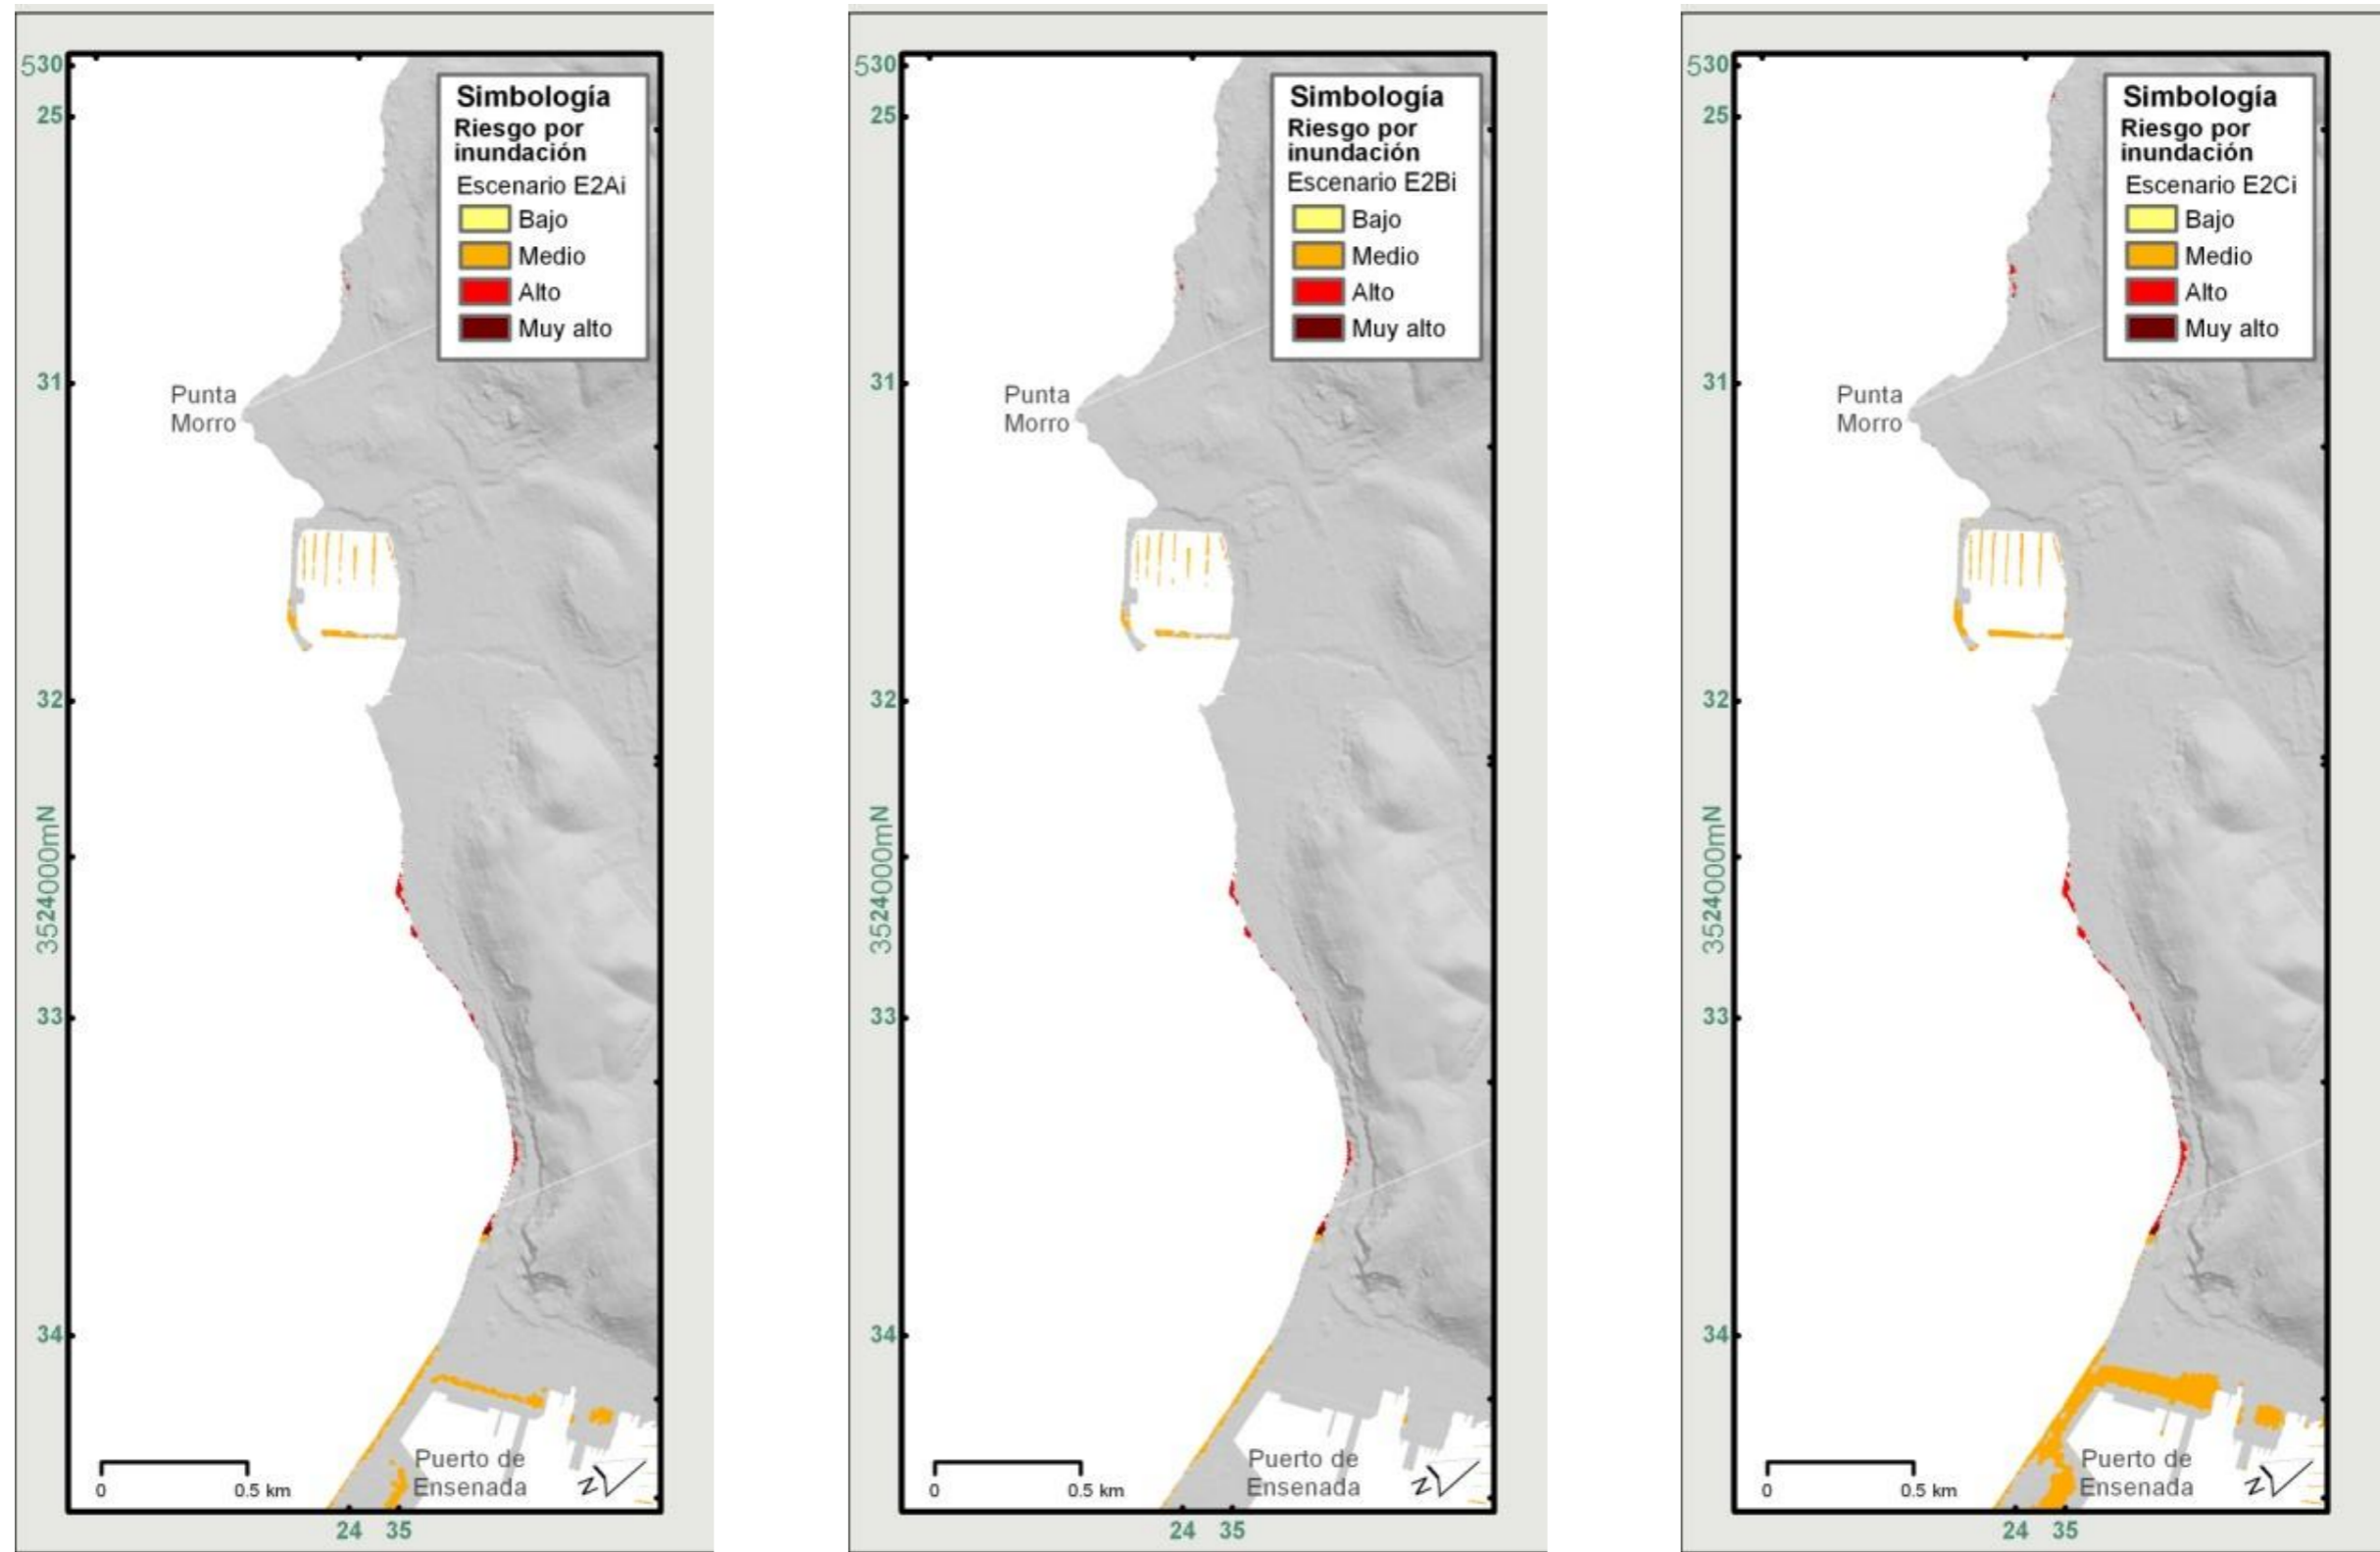 530
25
31
32
3524000mN
33
34
24 35
Simbología
Riesgo por
inundación
Escenario E2Ai
Bajo
Medio
Alto
Muy alto
Punta
Morro
Puerto de
Ensenada
0 0.5 km
N
530
25
31
32
3524000mN
33
34
24 35
Simbología
Riesgo por
inundación
Escenario E2Bi
Bajo
Medio
Alto
Muy alto
Punta
Morro
Puerto de
Ensenada
0 0.5 km
N
530
25
31
32
3524000mN
33
34
24 35
Simbología
Riesgo por
inundación
Escenario E2Ci
Bajo
Medio
Alto
Muy alto
Punta
Morro
Puerto de
Ensenada
0 0.5 km
N